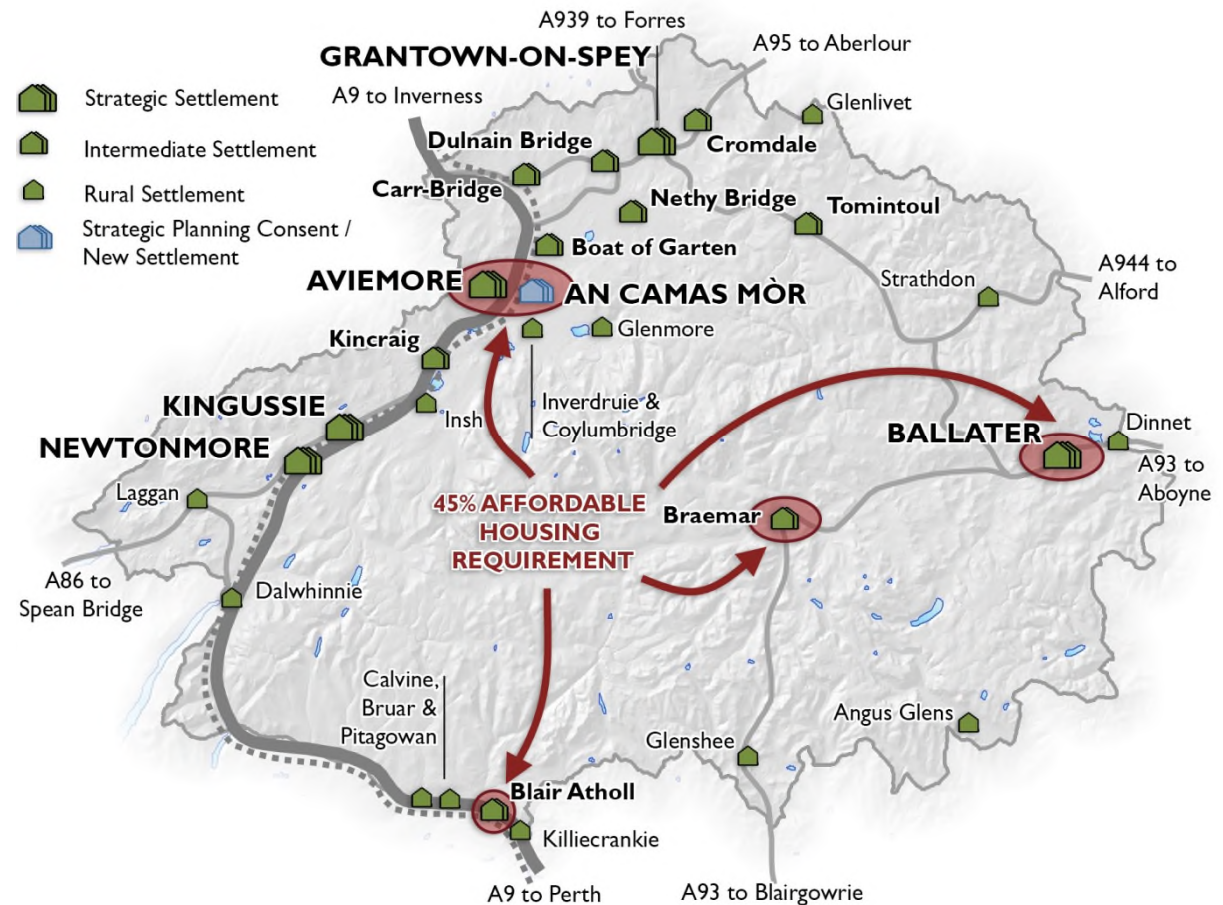 A939 to Forres
A95 to Aberlour
GRANTOWN-ON-SPEY
Strategic Settlement
A9 to Inverness
Glenlivet
Intermediate Settlement
Dulnain Bridge
Cromdale
Rural Settlement
Carr-Bridge
Nethy Bridge
Tomintoul
Strategic Planning Consent /
New Settlement
Boat of Garten
AVIEMORE
AN CAMAS MÒR
Strathdon
A944 to
Alford
Glenmore
Kincraig
KINGUSSIE
Insh
Inverdruie &
Coylumbridge
NEWTONMORE
BALLATER
Dinnet
A93 to
Aboyne
Laggan
45% AFFORDABLE
HOUSING
REQUIREMENT
Braemar
A86 to
Spean Bridge
Dalwhinnie
Calvine,
Bruar &
Pitagowan
Angus Glens
Glenshee
Blair Atholl
Killiecrankie
A9 to Perth
A93 to Blairgowrie